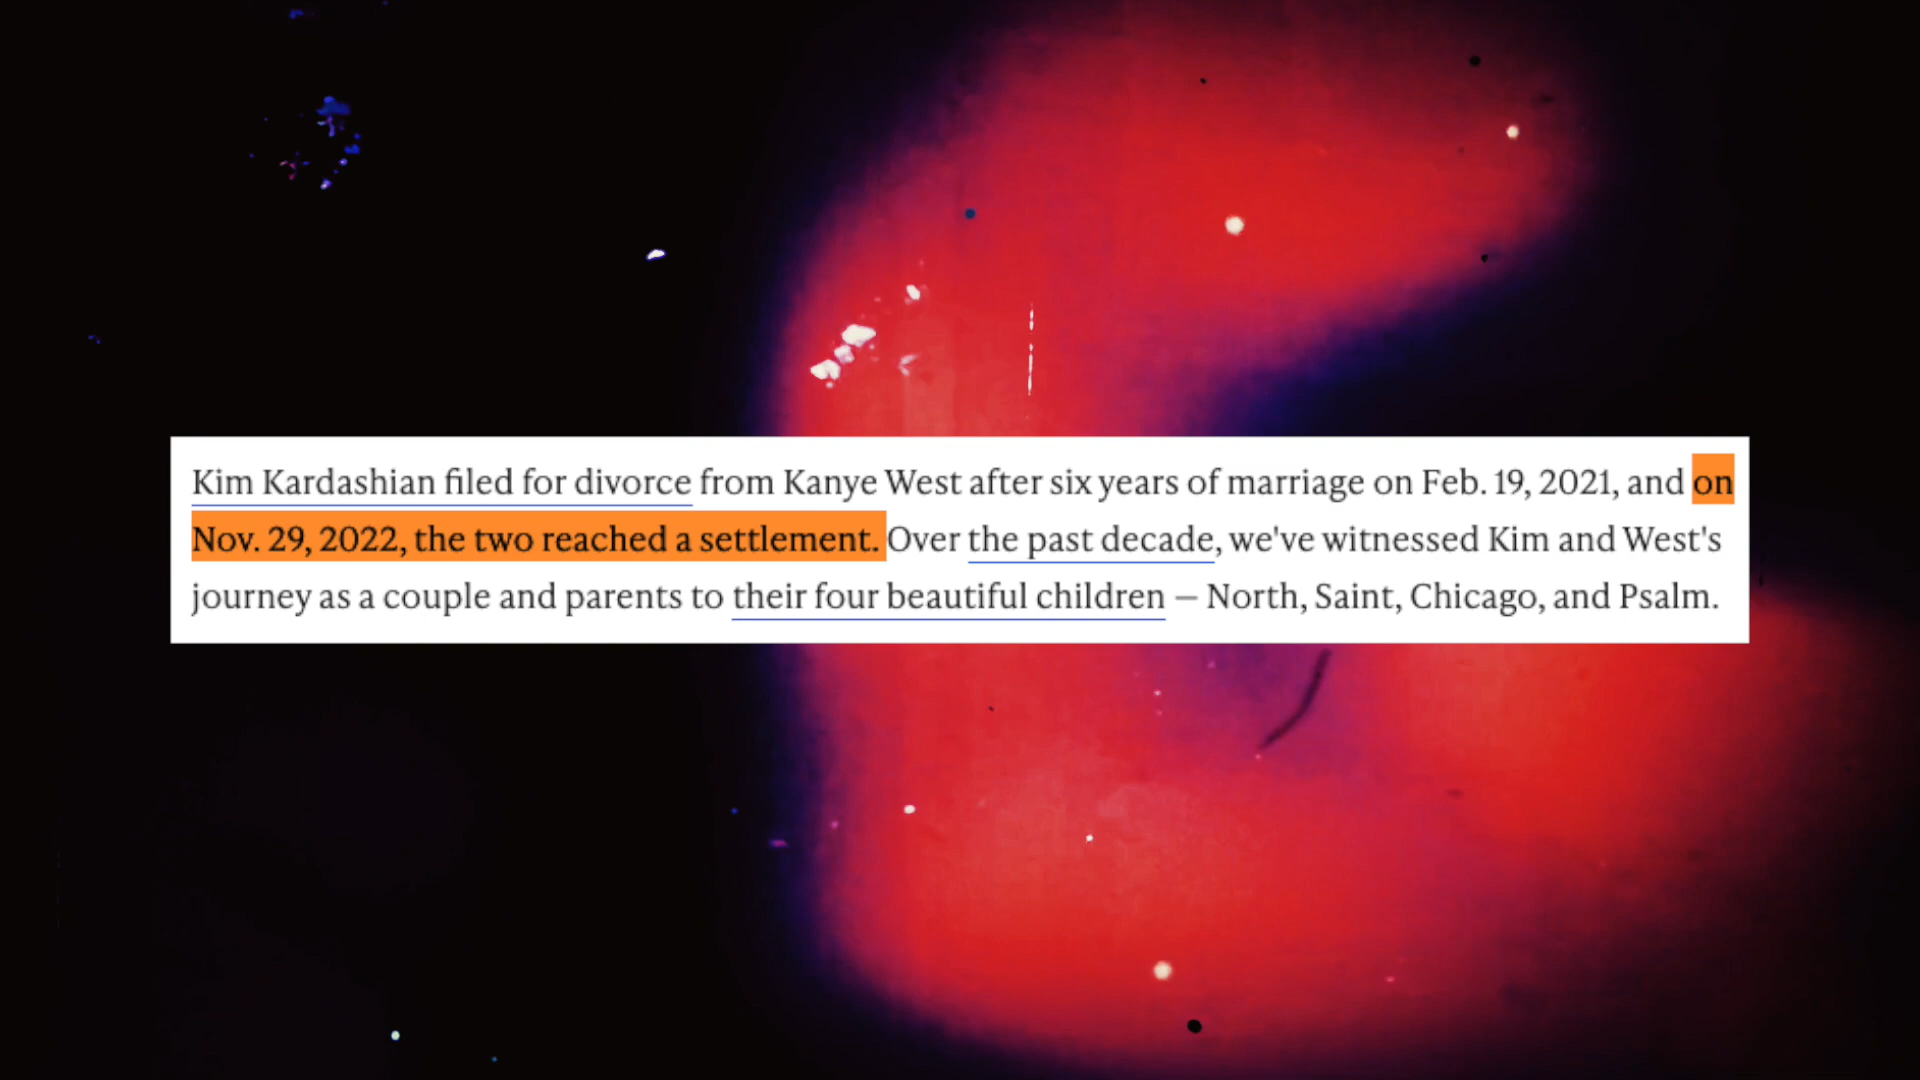 Kim Kardashian filed for divorce from Kanye West after six years of marriage on Feb. 19, 2021, and on
Nov. 29, 2022, the two reached a settlement. Over the past decade, we've witnessed Kim and West's
journey as a couple and parents to their four beautiful children — North, Saint, Chicago, and Psalm.